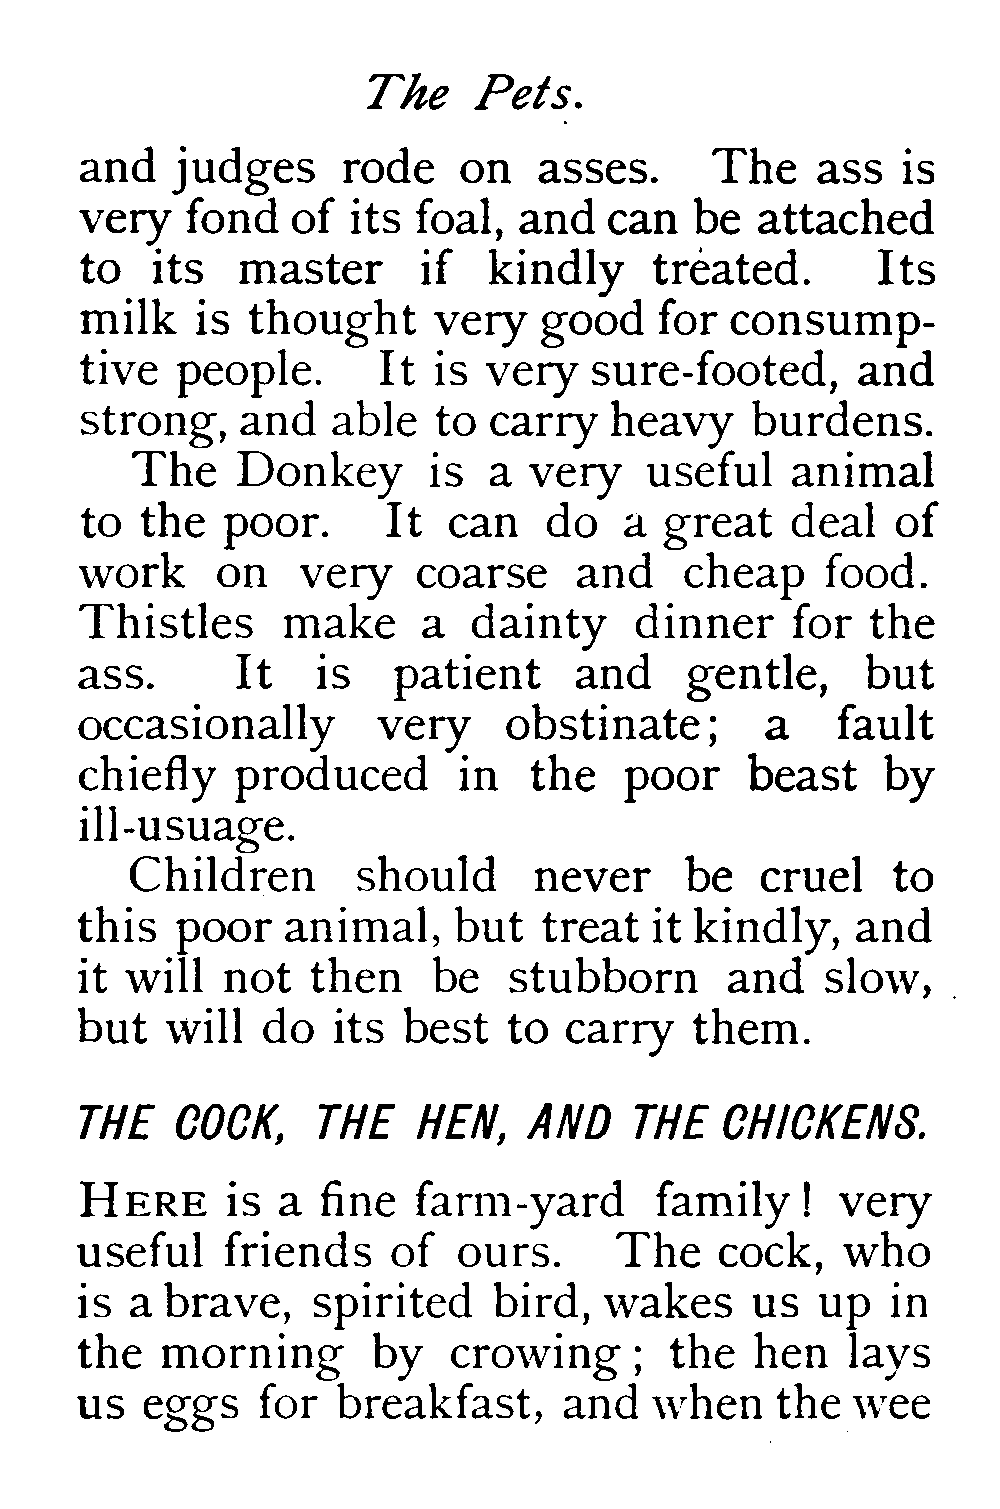 The Pets.
and judges rode on asses. The ass is
very fond of its foal, and can be attached
to its master if kindly treated. Its
milk is thought very good for consump-
tive people. It is very sure-footed, and
strong, and able to carry heavy burdens.
The Donkey is a very useful animal
to the poor. It can do a great deal of
work on very coarse and cheap food.
Thistles make a dainty dinner for the
ass. It is patient and gentle, but
occasionally very obstinate; a fault
chiefly produced in the poor beast by
ill-usuage.
Children should never be cruel to
this poor animal, but treat it kindly, and
it will not then be stubborn and slow,
but will do its best to carry them.
THE COCK, THE HEN, AND THE CHICKENS.
HERE is a fine farm-yard family! very
useful friends of ours. The cock, who
is a brave, spirited bird, wakes us up in
the morning by crowing; the hen lays
us eggs for breakfast, and when the wee